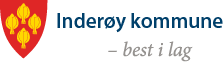 Inderøy kommune
– best i lag